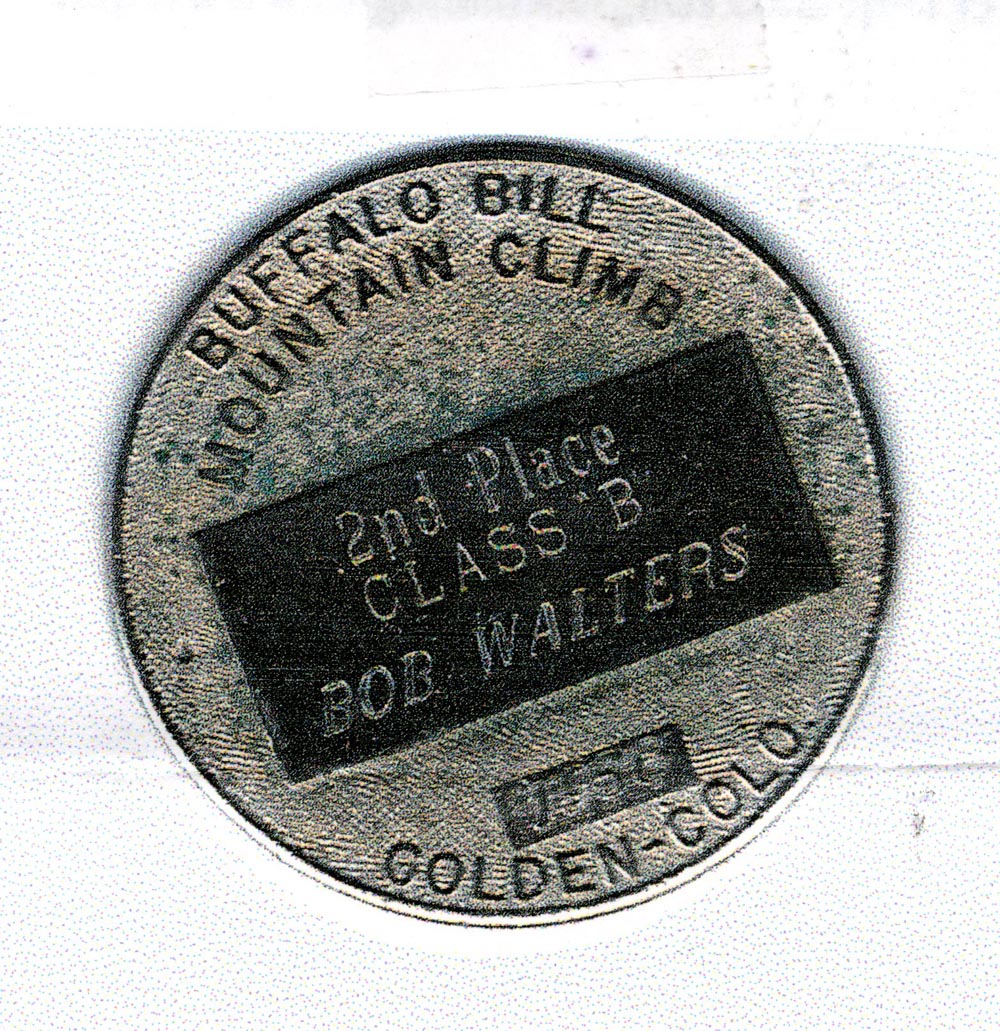 BUFFALO BILL
MOUNTAIN CLIMB
2nd Place
CLASS B
BOB WALTERS
GOLDEN-COLO.